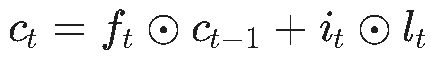 c_t = f_t ⊙ c_{t-1} + i_t ⊙ l_t